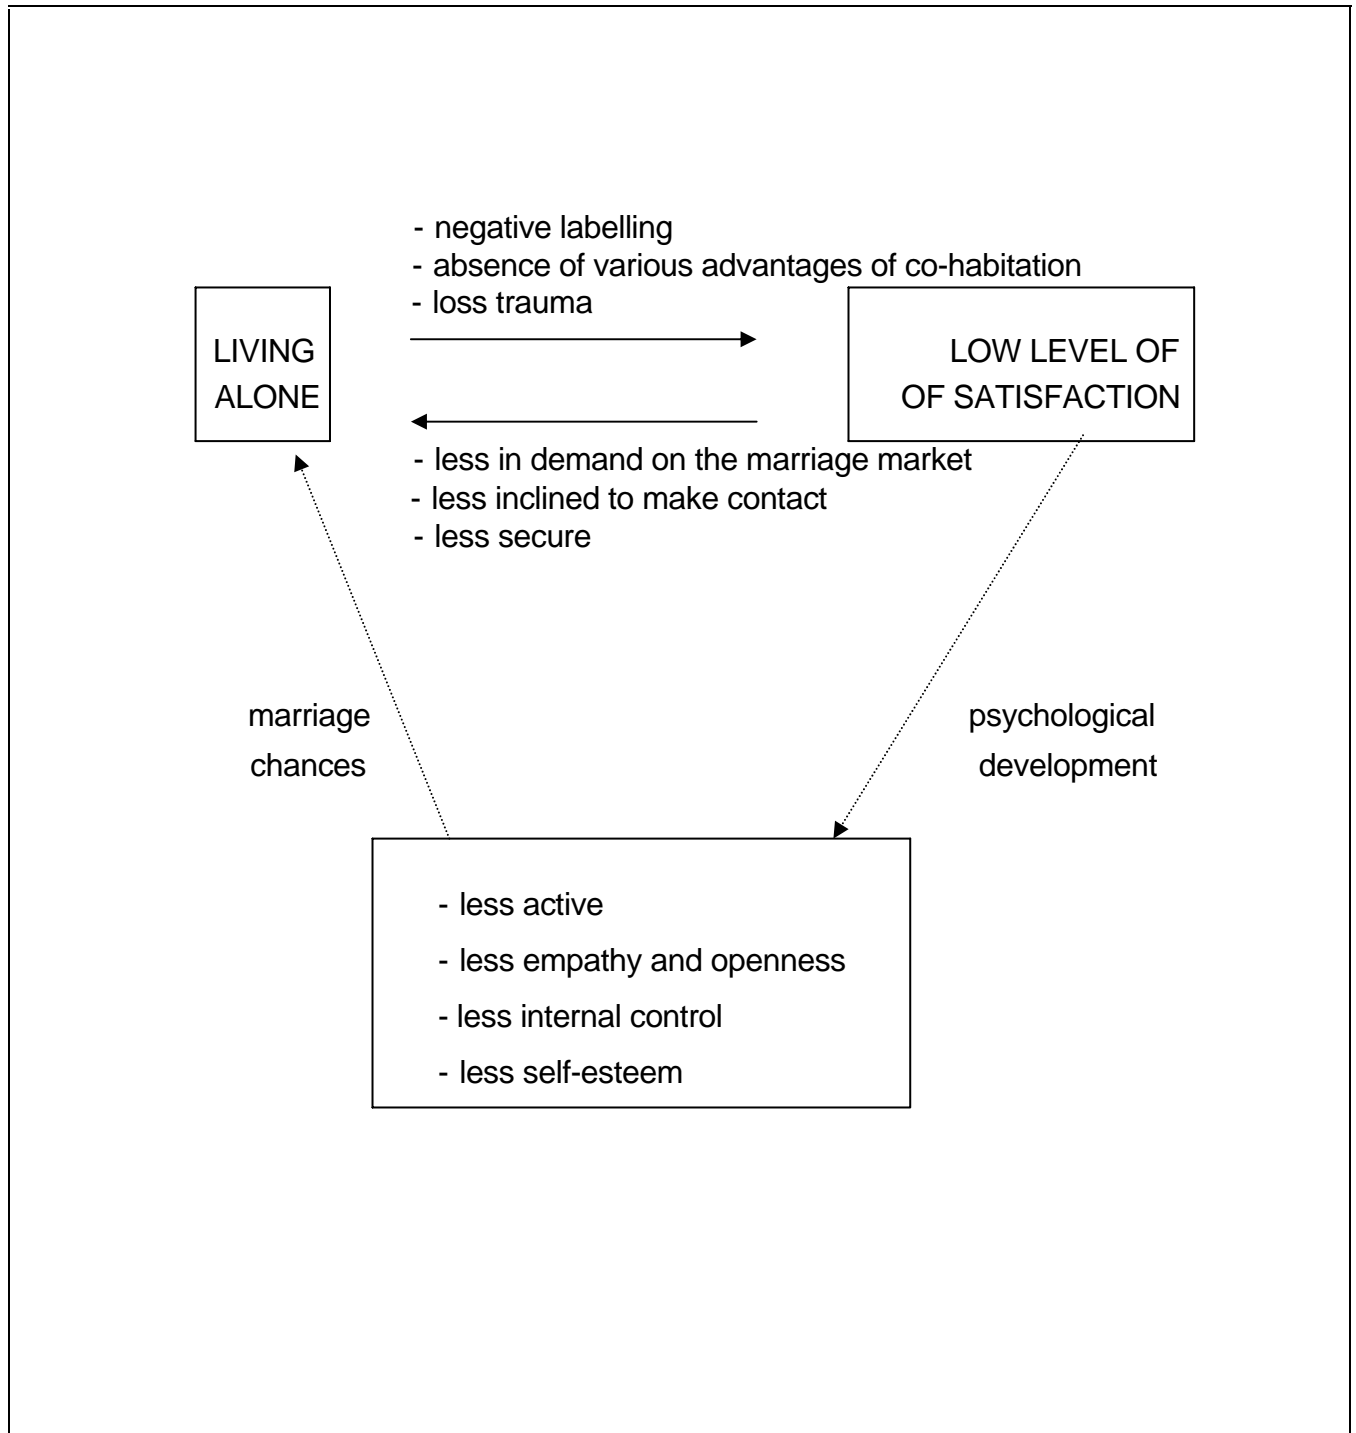 - negative labelling
- absence of various advantages of co-habitation
- loss trauma
LIVING
ALONE
LOW LEVEL OF
OF SATISFACTION
- less in demand on the marriage market
- less inclined to make contact
- less secure
marriage
chances
psychological
development
- less active
- less empathy and openness
- less internal control
- less self-esteem